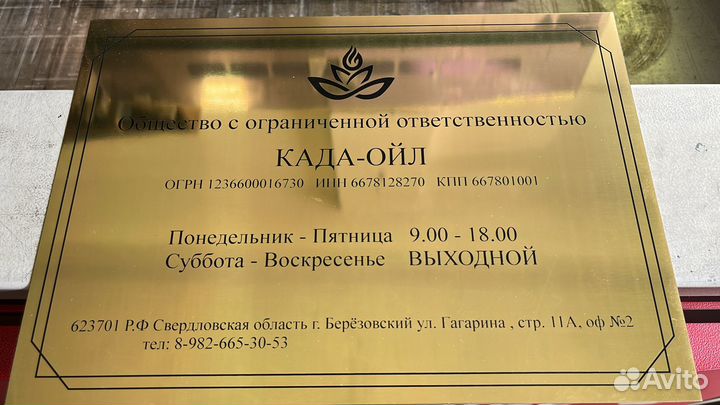 Общество с ограниченной ответственностью
КАДА-ОЙЛ
ОГРН 1236600016730 ИНН 6678128270 КПП 667801001
Понедельник - Пятница 9.00 - 18.00
Суббота - Воскресенье ВЫХОДНОЙ
623701 Р.Ф Свердловская область г. Берёзовский ул. Гагарина , стр. 11А, оф №2
тел: 8-982-665-30-53
Avito